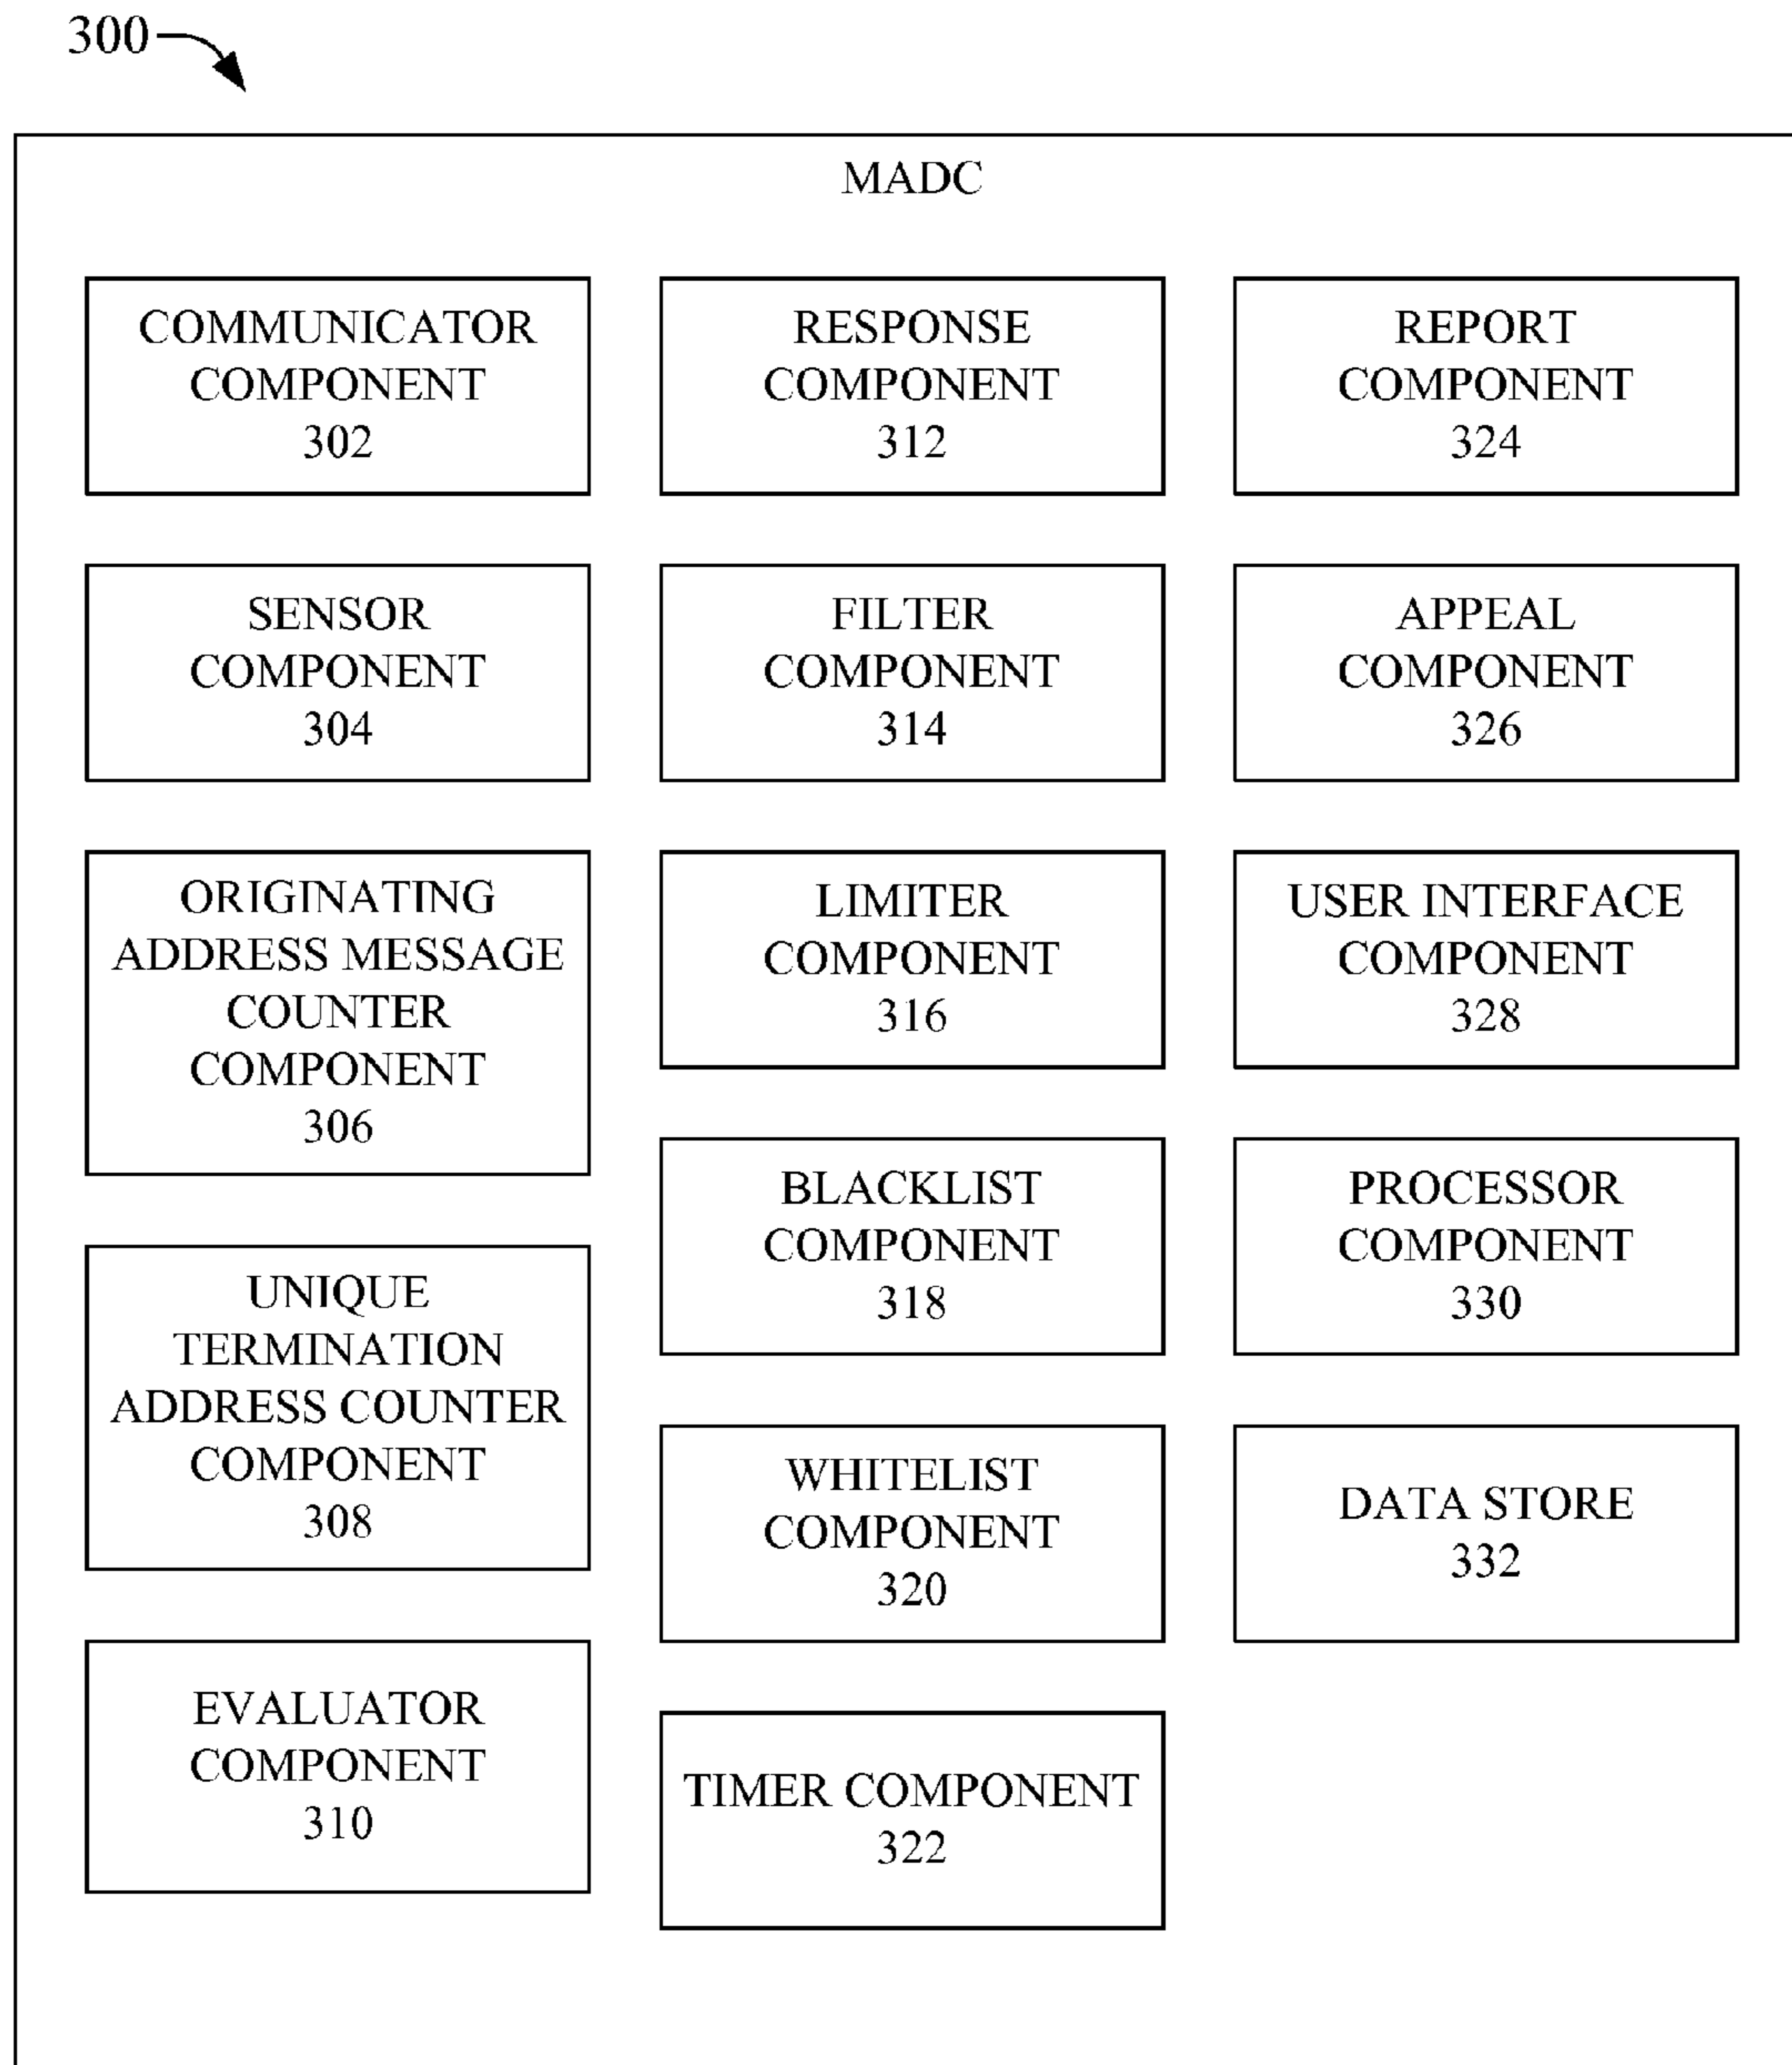 300
MADC
COMMUNICATOR
COMPONENT
302
SENSOR
COMPONENT
304
ORIGINATING
ADDRESS MESSAGE
COUNTER
COMPONENT
306
UNIQUE
TERMINATION
ADDRESS COUNTER
COMPONENT
308
EVALUATOR
COMPONENT
310
RESPONSE
COMPONENT
312
FILTER
COMPONENT
314
LIMITER
COMPONENT
316
BLACKLIST
COMPONENT
318
WHITELIST
COMPONENT
320
TIMER COMPONENT
322
REPORT
COMPONENT
324
APPEAL
COMPONENT
326
USER INTERFACE
COMPONENT
328
PROCESSOR
COMPONENT
330
DATA STORE
332